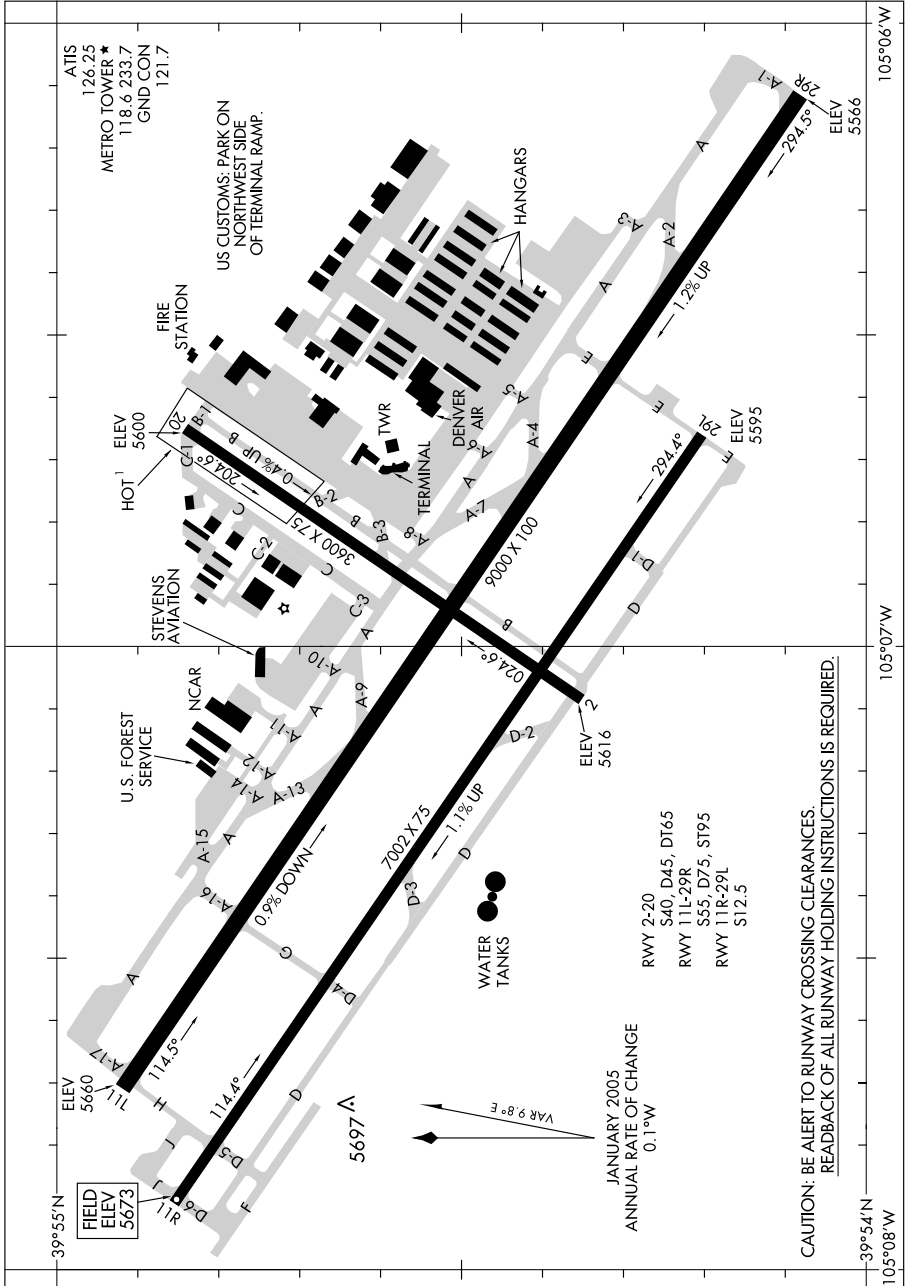 ATIS
126.25
METRO TOWER ★
118.6 233.7
GND CON
121.7
39°55'N
105°06'W
US CUSTOMS: PARK ON
NORTHWEST SIDE
OF TERMINAL RAMP.
FIRE
STATION
HANGARS
ELEV
5600
HOT 1
20
B-1
C-1
B
204.6°
0.4% UP
C
B-2
3600 X 75
B
B-3
C-2
C
C-3
TWR
TERMINAL
DENVER
AIR
STEVENS
AVIATION
NCAR
U.S. FOREST
SERVICE
A-1
29R
ELEV
5566
294.5°
A
A-3
A-2
A
1.2% UP
E
E
A-5
A-4
A-6
A
A-7
A-8
9000 X 100
29L
ELEV
5595
E
294.4°
D-1
D
B
A
A-10
A-9
A
A-11
A-12
A-14
A-13
A-15
A
A-16
024.6°
2
ELEV
5616
D-2
0.9% DOWN
7002 X 75
1.1% UP
D
D-3
G
D-4
A
A-17
ELEV
5660
11L
114.5°
H
J
J
114.4°
D
D-5
FIELD
ELEV
5673
11R
D-6
F
WATER
TANKS
5697
VAR 9.8° E
JANUARY 2005
ANNUAL RATE OF CHANGE
0.1°W
RWY 2-20
S40, D45, DT65
RWY 11L-29R
S55, D75, ST95
RWY 11R-29L
S12.5
CAUTION: BE ALERT TO RUNWAY CROSSING CLEARANCES.
READBACK OF ALL RUNWAY HOLDING INSTRUCTIONS IS REQUIRED.
105°07'W
39°54'N
105°08'W